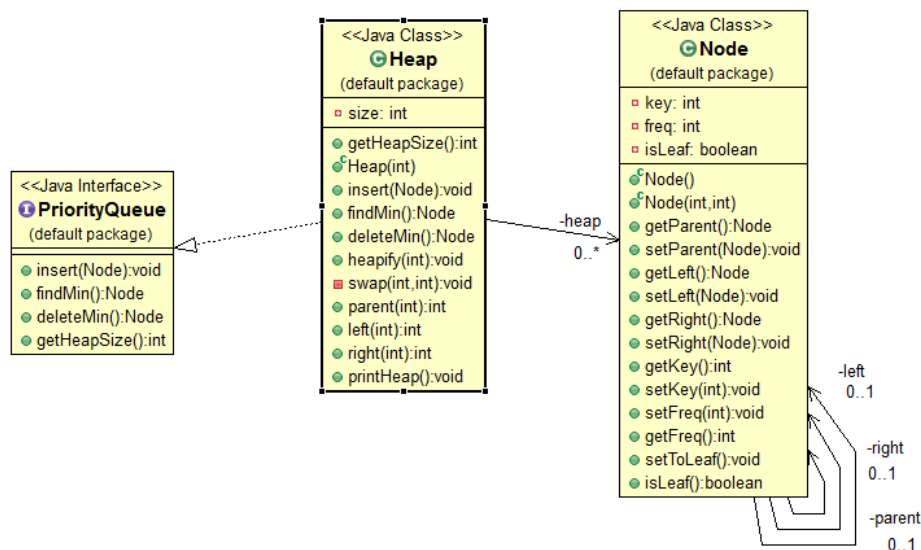 <<Java Interface>>
PriorityQueue
(default package)
insert(Node):void
findMin():Node
deleteMin():Node
getHeapSize():int
<<Java Class>>
Heap
(default package)
size: int
getHeapSize():int
Heap(int)
insert(Node):void
findMin():Node
deleteMin():Node
heapify(int):void
swap(int,int):void
parent(int):int
left(int):int
right(int):int
printHeap():void
-heap
0..*
<<Java Class>>
Node
(default package)
key: int
freq: int
isLeaf: boolean
Node()
Node(int,int)
getParent():Node
setParent(Node):void
getLeft():Node
setLeft(Node):void
getRight():Node
setRight(Node):void
getKey():int
setKey(int):void
setFreq(int):void
getFreq():int
setToLeaf():void
isLeaf():boolean
-left
0..1
-right
0..1
-parent
0..1